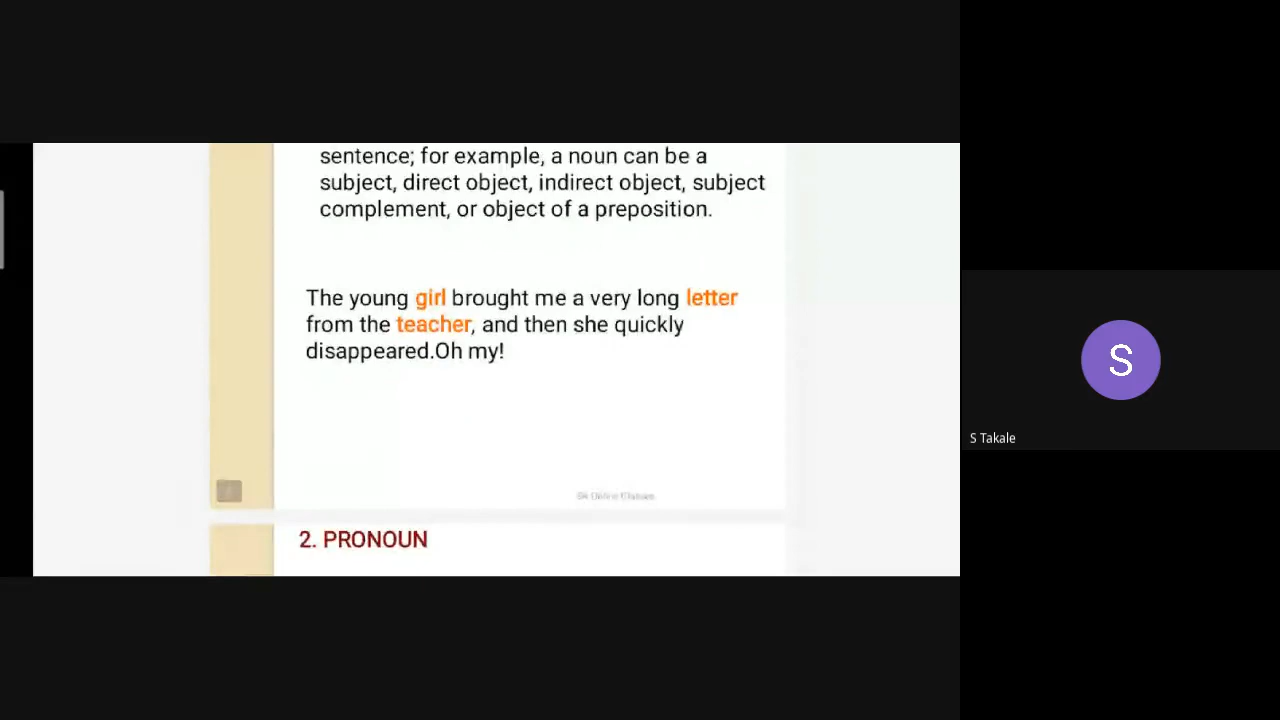 sentence; for example, a noun can be a
subject, direct object, indirect object, subject
complement, or object of a preposition.
The young girl brought me a very long letter
from the teacher, and then she quickly
disappeared.Oh my!
Online Classes
2. PRONOUN
S
S Takale